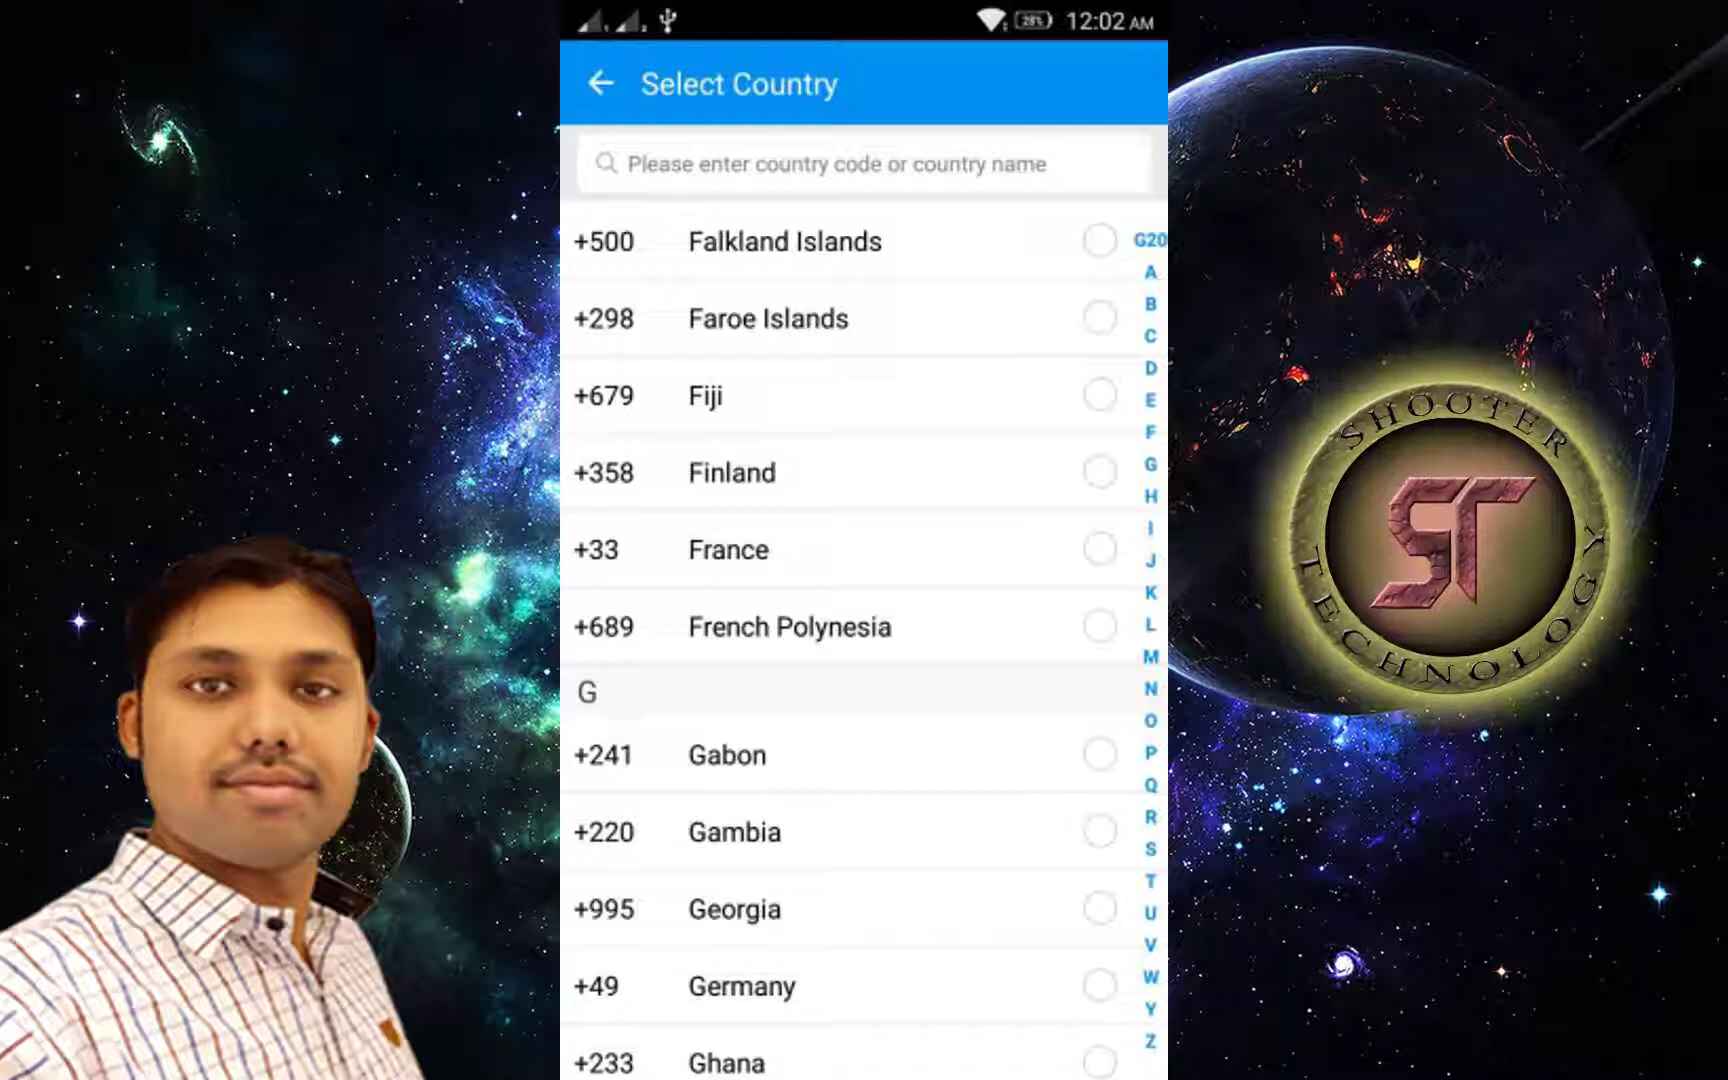 28% 12:02 AM
Select Country
Please enter country code or country name
+500 Falkland Islands
+298 Faroe Islands
+679 Fiji
+358 Finland
+33 France
+689 French Polynesia
G
+241 Gabon
+220 Gambia
+995 Georgia
+49 Germany
+233 Ghana
G20
A
B
C
D
E
F
G
H
I
J
K
L
M
N
O
P
Q
R
S
T
U
V
W
Y
Z
SHOOTER
ST
TECHNOLOGY